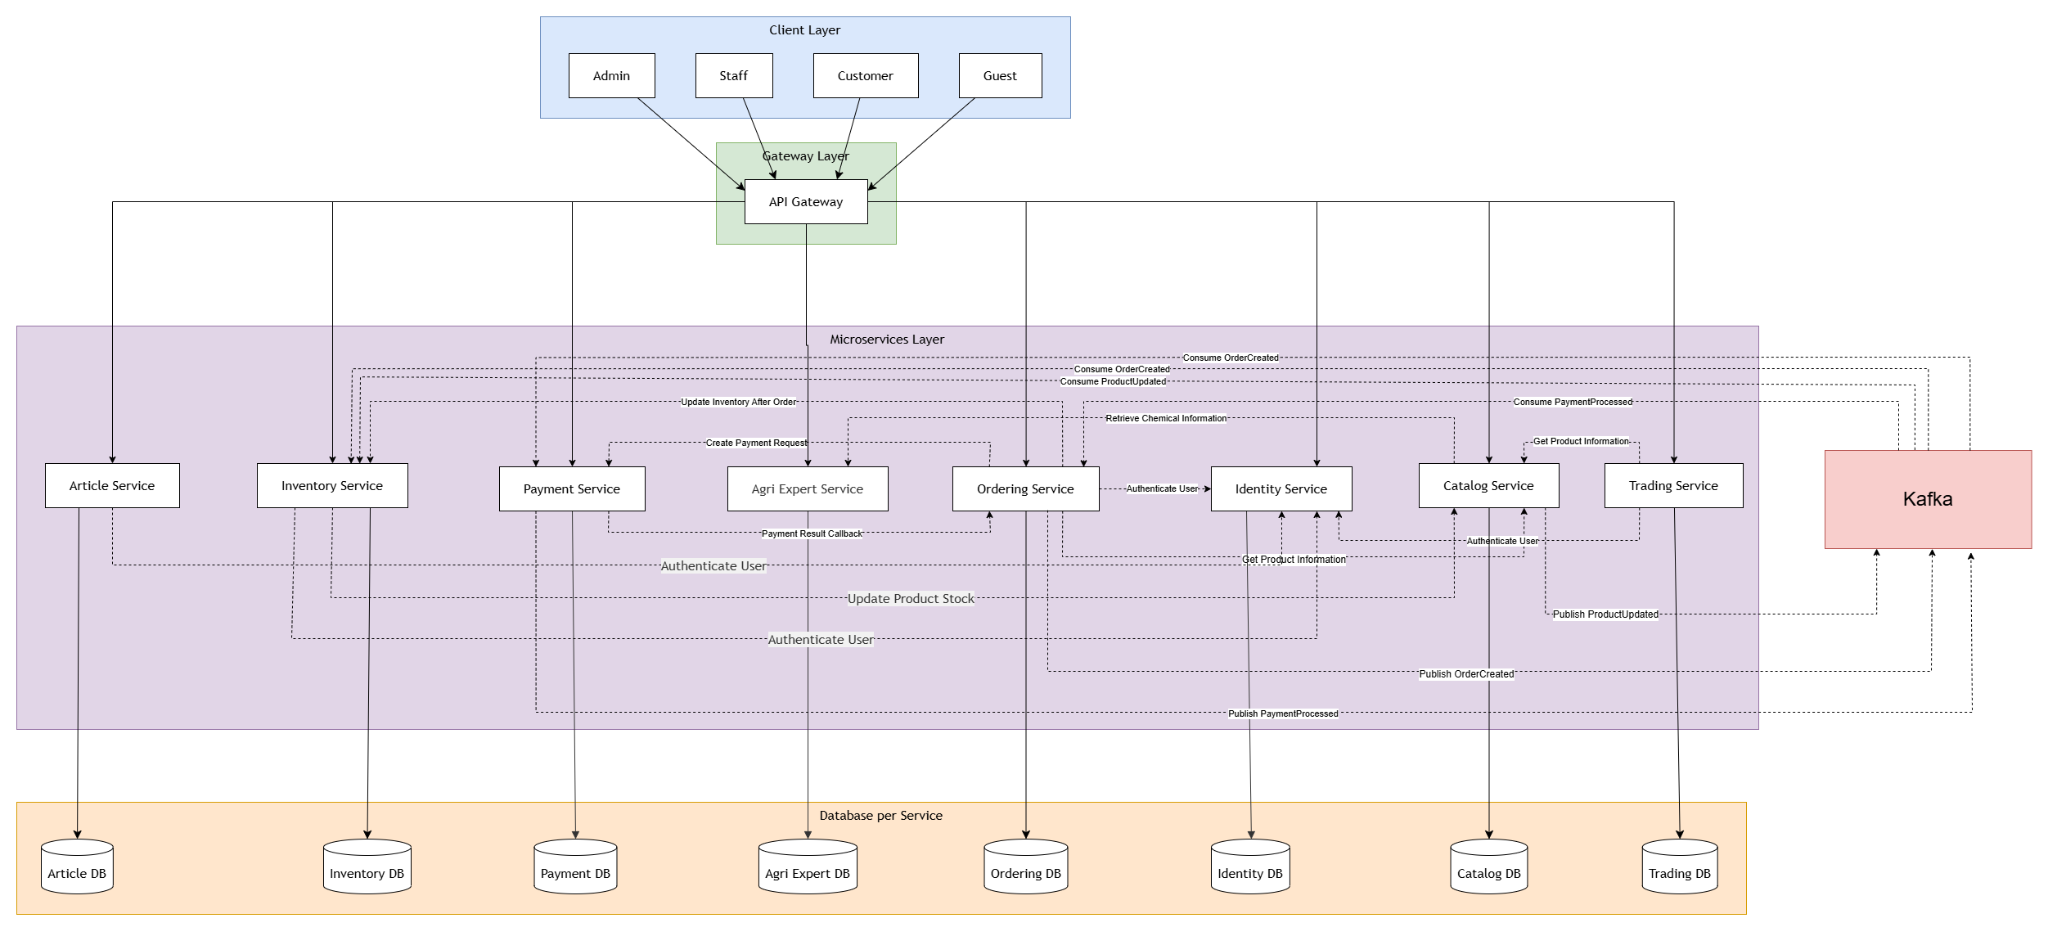 Client Layer
Admin
Staff
Customer
Guest
Gateway Layer
API Gateway
Microservices Layer
Consume OrderCreated
Consume OrderCreated
Consume ProductUpdated
Update Inventory After Order
Consume PaymentProcessed
Retrieve Chemical Information
Create Payment Request
Get Product Information
Article Service
Inventory Service
Payment Service
Agri Expert Service
Ordering Service
Authenticate User
Identity Service
Catalog Service
Trading Service
Kafka
Payment Result Callback
Authenticate User
Get Product Information
Authenticate User
Update Product Stock
Publish ProductUpdated
Authenticate User
Publish OrderCreated
Publish PaymentProcessed
Database per Service
Article DB
Inventory DB
Payment DB
Agri Expert DB
Ordering DB
Identity DB
Catalog DB
Trading DB